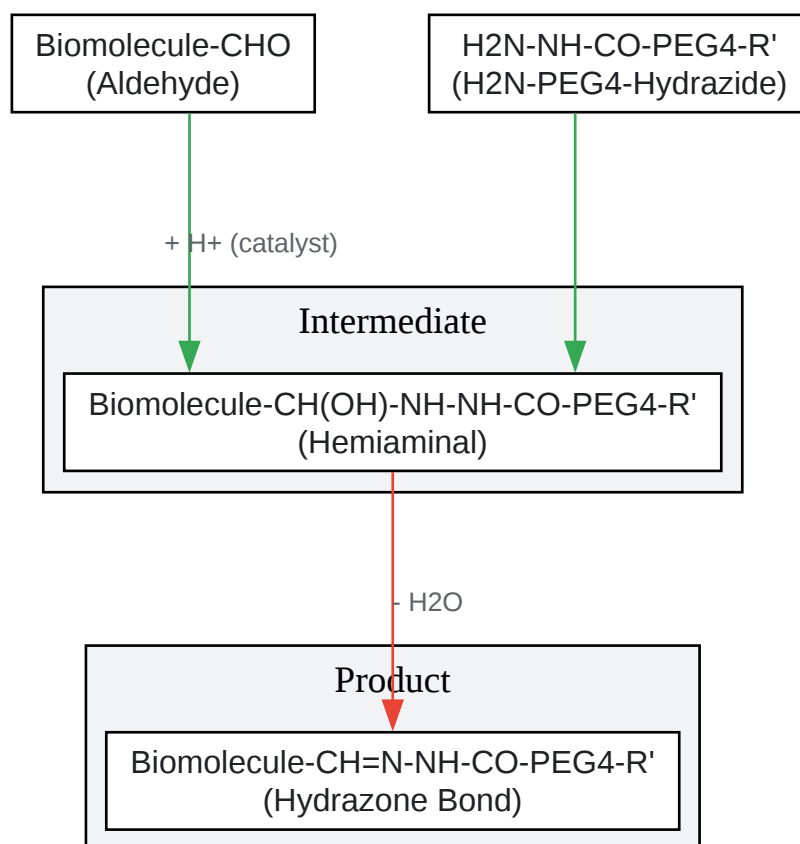 Biomolecule-CHO
(Aldehyde)
H2N-NH-CO-PEG4-R'
(H2N-PEG4-Hydrazide)
+ H+ (catalyst)
Intermediate
Biomolecule-CH(OH)-NH-NH-CO-PEG4-R'
(Hemiaminal)
- H2O
Product
Biomolecule-CH=N-NH-CO-PEG4-R'
(Hydrazone Bond)